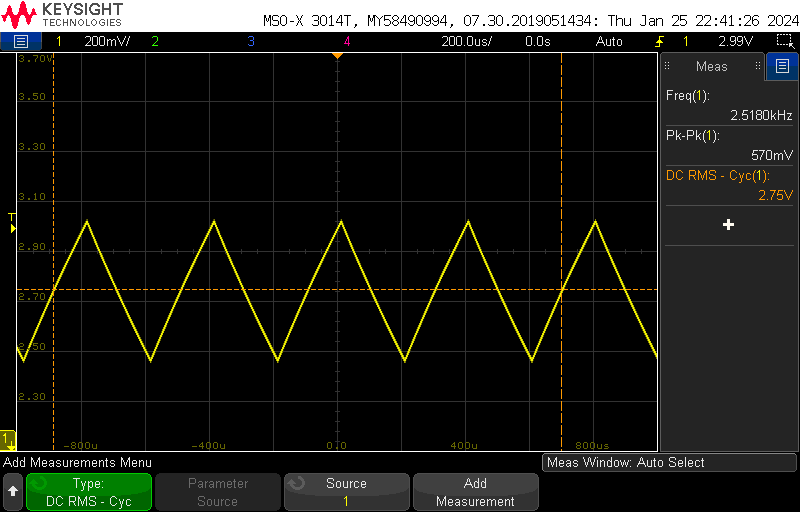 KEYSIGHT
TECHNOLOGIES
MSO-X 3014T, MY58490994, 07.30.2019051434: Thu Jan 25 22:41:26 2024
1 200mV/ 2 3 4 200.0us/ 0.0s Auto 1 2.99V
3.70V
3.50
3.30
3.10
2.90
2.70
2.50
2.30
T
1
-800u -400u 0.0 400u 800us
Meas
Freq(1):
2.5180kHz
Pk-Pk(1):
570mV
DC RMS - Cyc(1):
2.75V
+
Add Measurements Menu
Meas Window: Auto Select
Type:
DC RMS - Cyc
Parameter
Source
Source
1
Add
Measurement